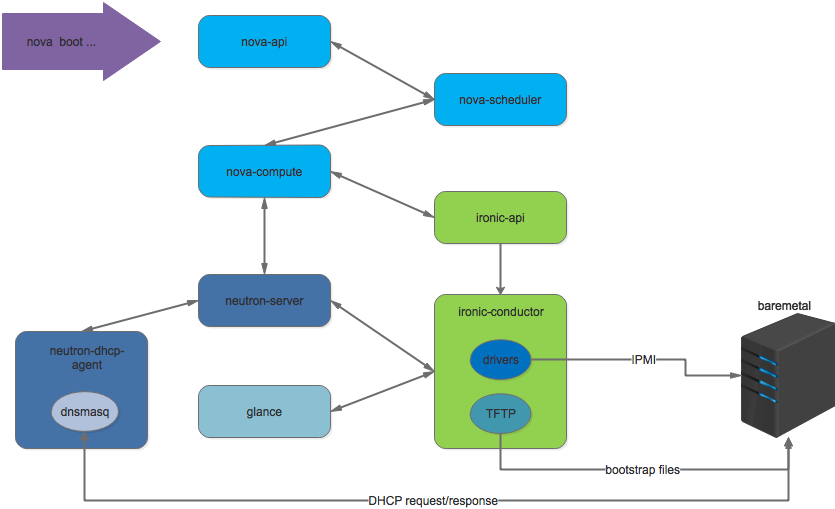 nova boot ...
nova-api
nova-scheduler
nova-compute
ironic-api
neutron-server
ironic-conductor
baremetal
neutron-dhcp-
agent
drivers
IPMI
dnsmasq
glance
TFTP
bootstrap files
DHCP request/response